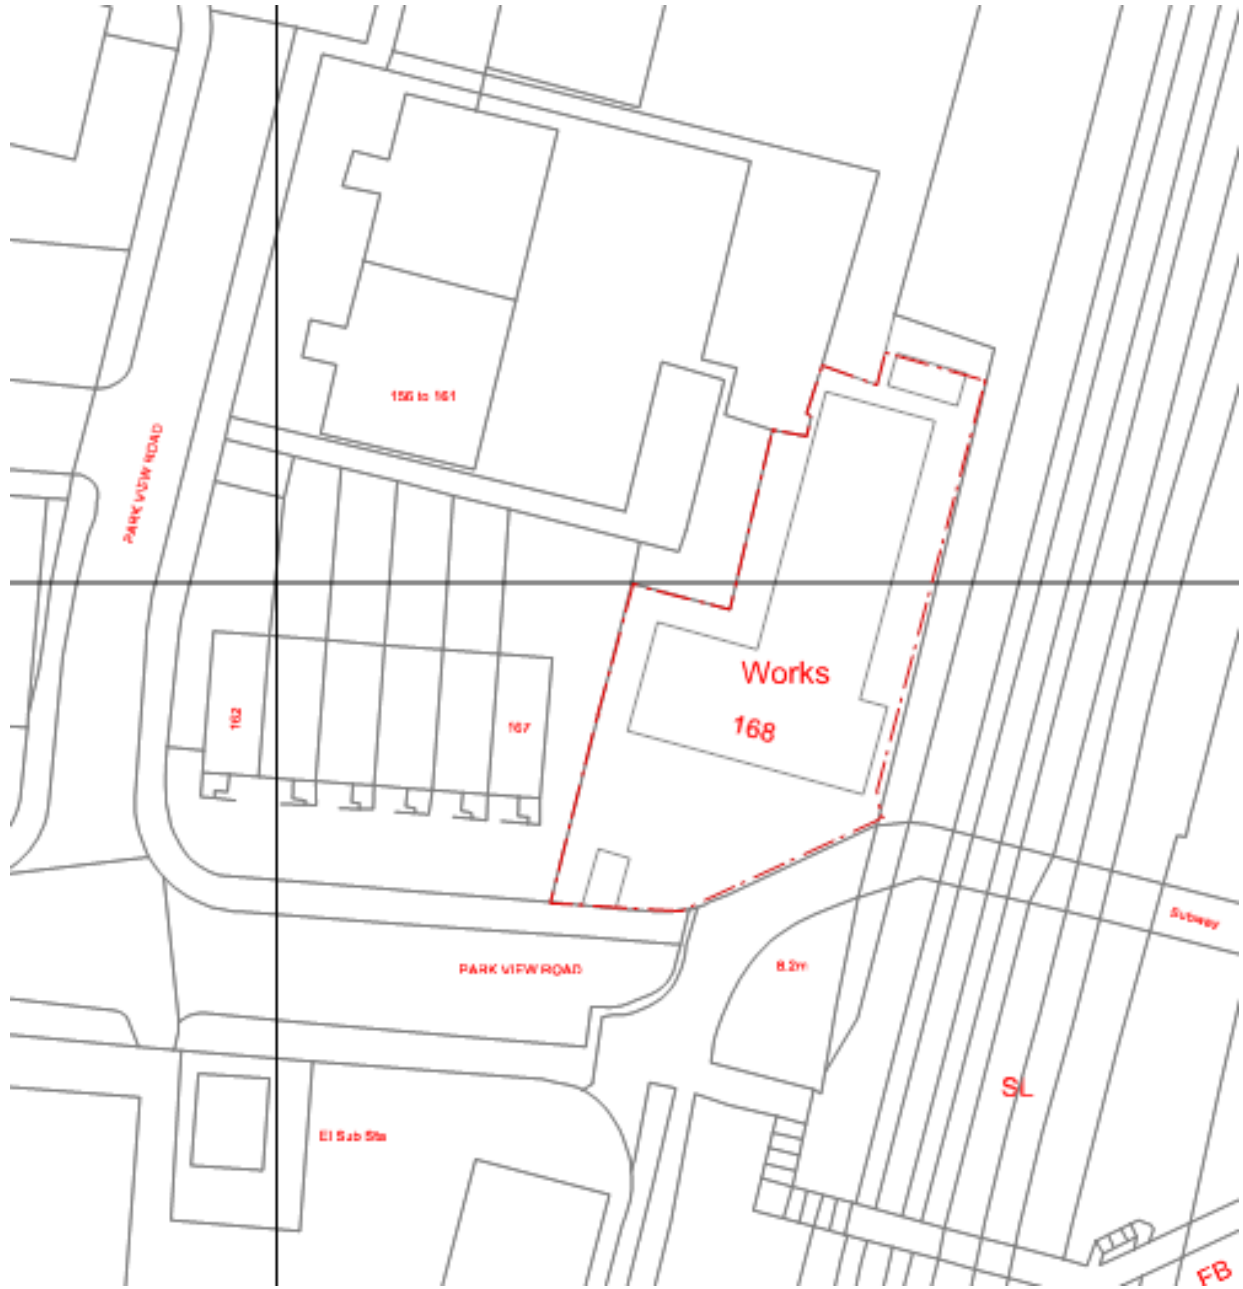 156 to 161
PARK VIEW ROAD
Works
168
162
167
Subway
PARK VIEW ROAD
8.2m
SL
El Sub Sta
FB